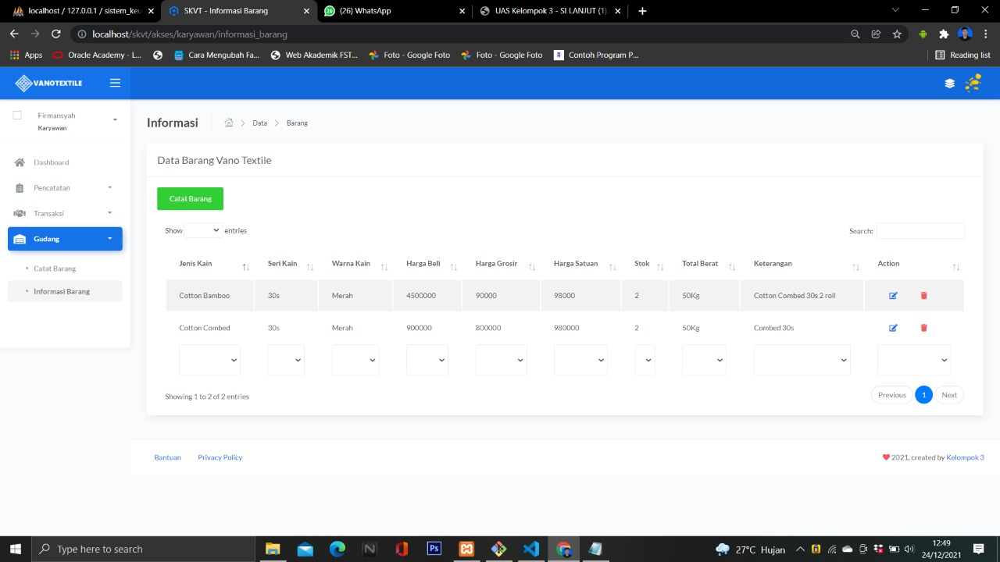 localhost / 127.0.0.1 / sistem_keu
SKVT - Informasi Barang
(26) WhatsApp
UAS Kelompok 3 - SI LANJUT (1).
localhost/skvt/akses/karyawan/informasi_barang
Apps
Oracle Academy - L...
Cara Mengubah Fa...
Web Akademik FST...
Foto - Google Foto
Foto - Google Foto
Contoh Program P...
Reading list
VANOTEXTILE
Firmansyah
Karyawan
Dashboard
Pencatatan
Transaksi
Gudang
Catat Barang
Informasi Barang
Informasi
Data
Barang
Data Barang Vano Textile
Catat Barang
Show entries
Search:
Jenis Kain Seri Kain Warna Kain Harga Beli Harga Grosir Harga Satuan Stok Total Berat Keterangan Action
Cotton Bamboo 30s Merah 4500000 90000 98000 2 50Kg Cotton Combed 30s 2 roll
Cotton Combed 30s Merah 900000 800000 980000 2 50Kg Combed 30s
Showing 1 to 2 of 2 entries
Previous 1 Next
Bantuan Privacy Policy
2021, created by Kelompok 3
Type here to search
27°C Hujan
12:49
24/12/2021